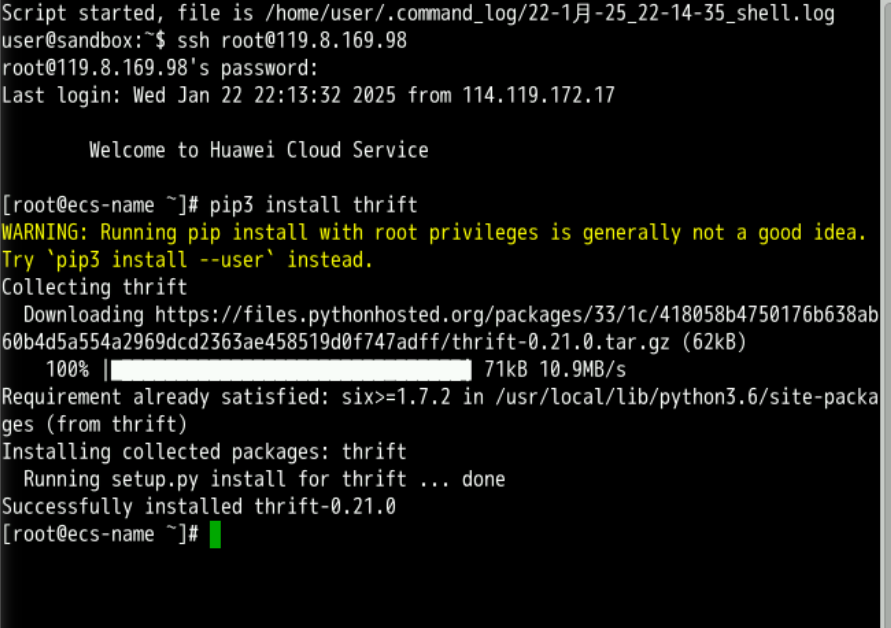 Script started, file is /home/user/.command_log/22-1月-25_22-14-35_shell.log
user@sandbox:~$ ssh root@119.8.169.98
root@119.8.169.98's password:
Last login: Wed Jan 22 22:13:32 2025 from 114.119.172.17
Welcome to Huawei Cloud Service
[root@ecs-name ~]# pip3 install thrift
WARNING: Running pip install with root privileges is generally not a good idea.
Try `pip3 install --user` instead.
Collecting thrift
Downloading https://files.pythonhosted.org/packages/33/1c/418058b4750176b638ab
60b4d5a554a2969dcd2363ae458519d0f747adff/thrift-0.21.0.tar.gz (62kB)
100% |████████████████████████████████| 71kB 10.9MB/s
Requirement already satisfied: six>=1.7.2 in /usr/local/lib/python3.6/site-packa
ges (from thrift)
Installing collected packages: thrift
Running setup.py install for thrift ... done
Successfully installed thrift-0.21.0
[root@ecs-name ~]#